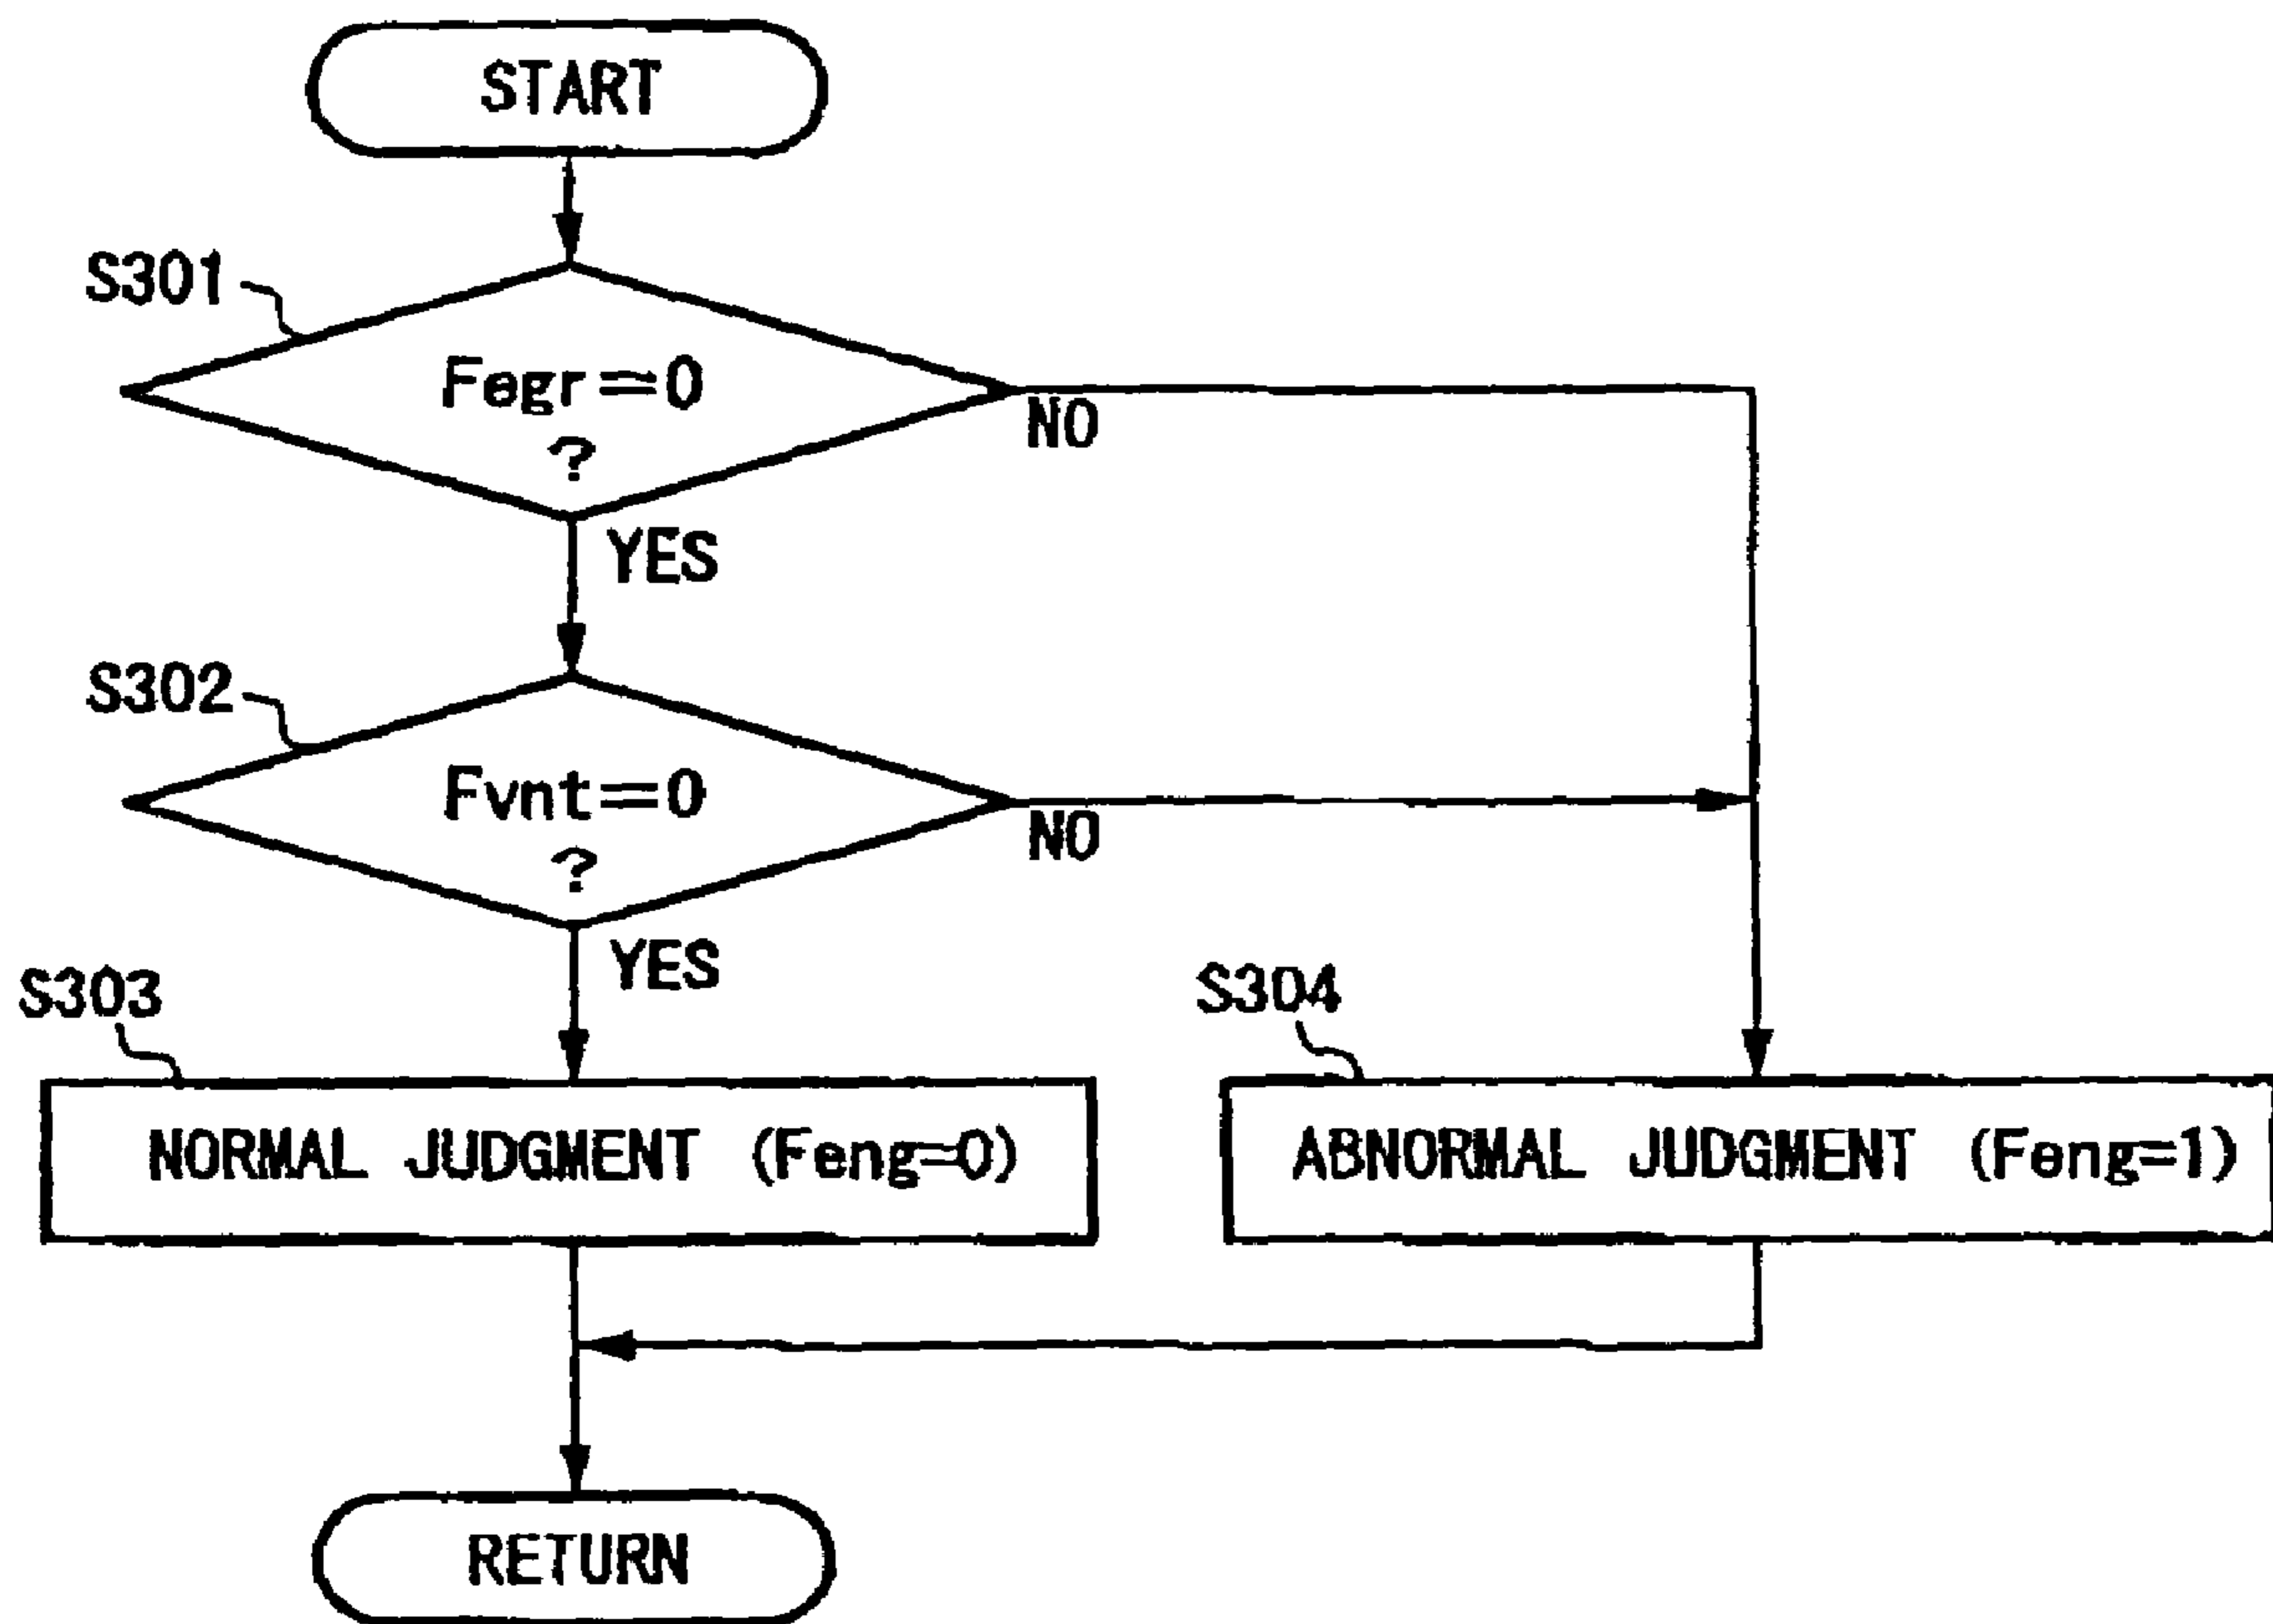 START
S301
Fegr=0
?
NO
YES
S302
Fvnt=0
?
NO
YES
S303
S304
NORMAL JUDGMENT (Feng=0)
ABNORMAL JUDGMENT (Feng=1)
RETURN